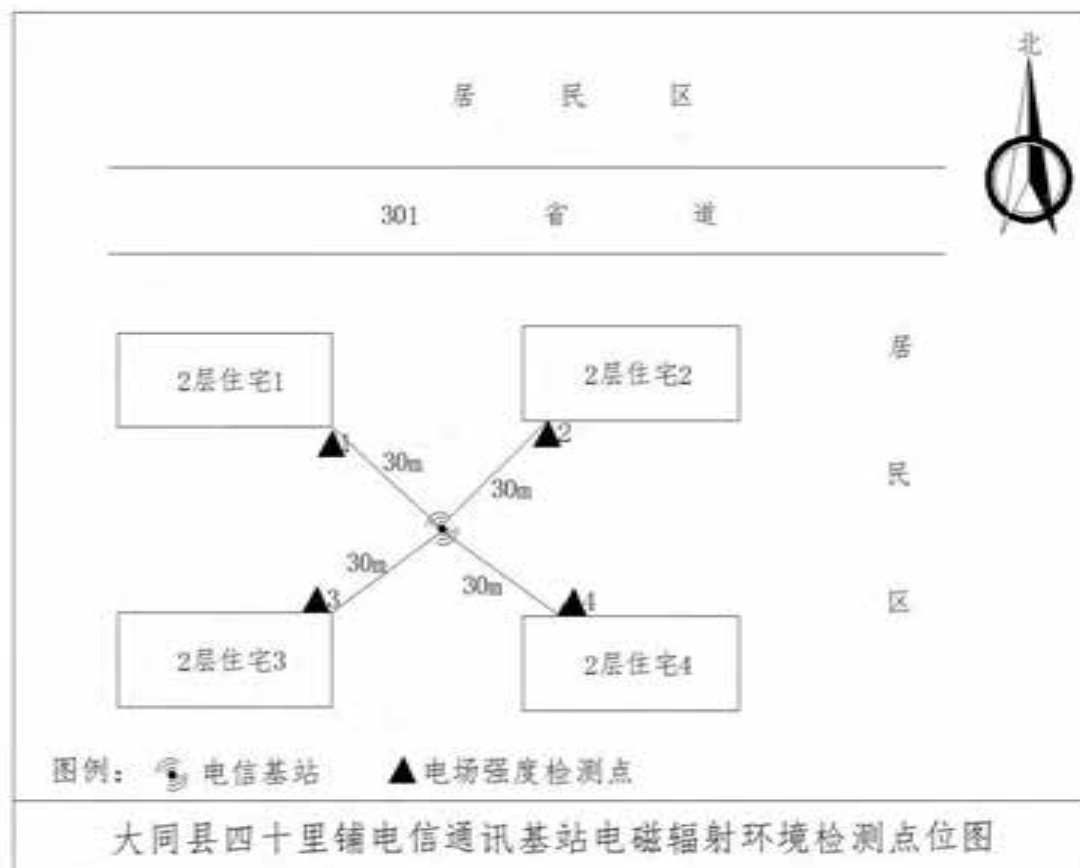 北
居 民 区
301 省 道
2层住宅1
2层住宅2
居
民
区
1
2
30m
30m
30m
30m
3
4
2层住宅3
2层住宅4
图例： 电信基站 电场强度检测点
大同县四十里铺电信通讯基站电磁辐射环境检测点位图